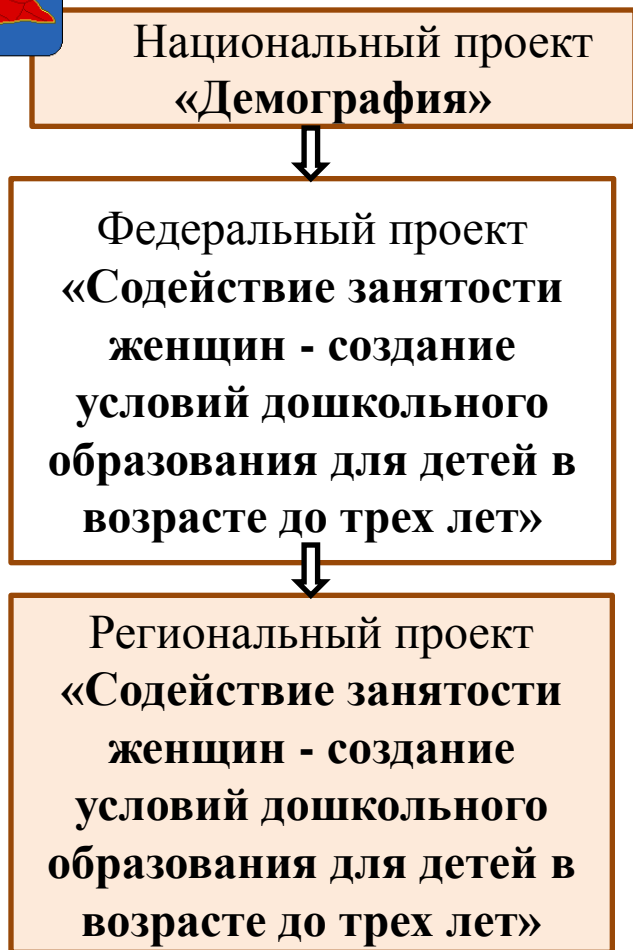 Национальный проект
«Демография»
Федеральный проект
«Содействие занятости
женщин - создание
условий дошкольного
образования для детей в
возрасте до трех лет»
Региональный проект
«Содействие занятости
женщин - создание
условий дошкольного
образования для детей в
возрасте до трех лет»